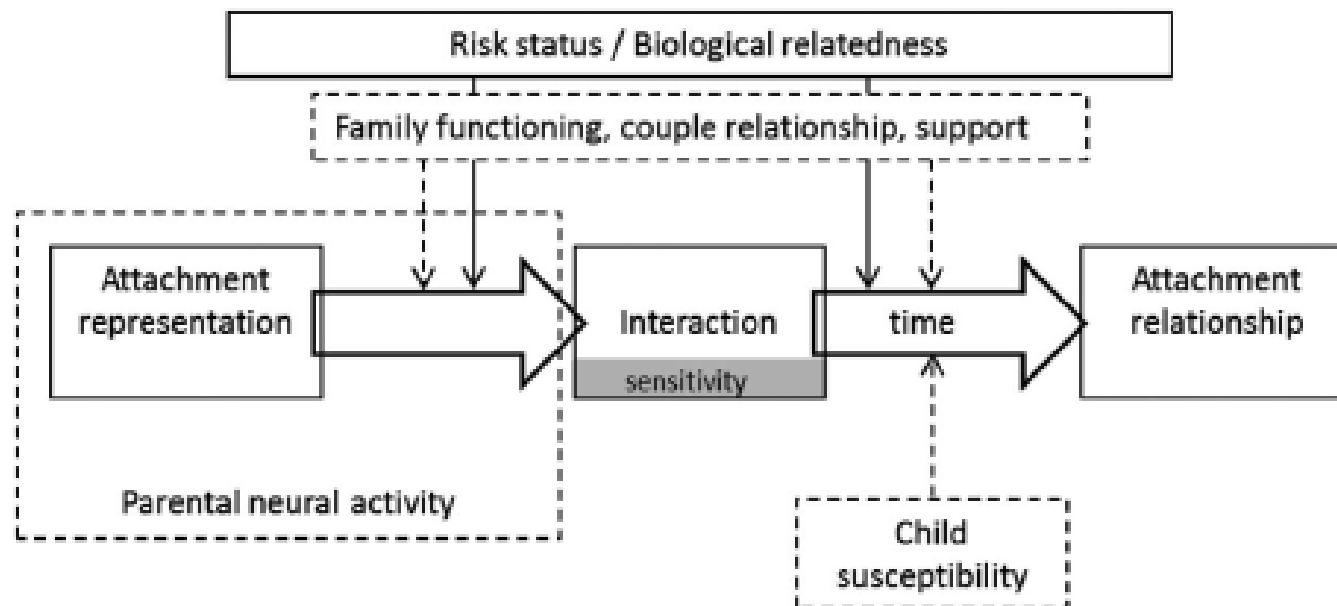 Risk status / Biological relatedness
Family functioning, couple relationship, support
Attachment
representation
Interaction
sensitivity
time
Attachment
relationship
Parental neural activity
Child
susceptibility